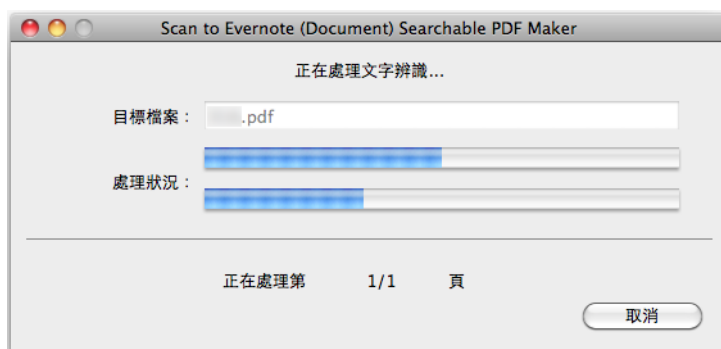 Scan to Evernote (Document) Searchable PDF Maker
正在處理文字辨識...
目標檔案： .pdf
處理狀況：
正在處理第 1/1 頁
取消